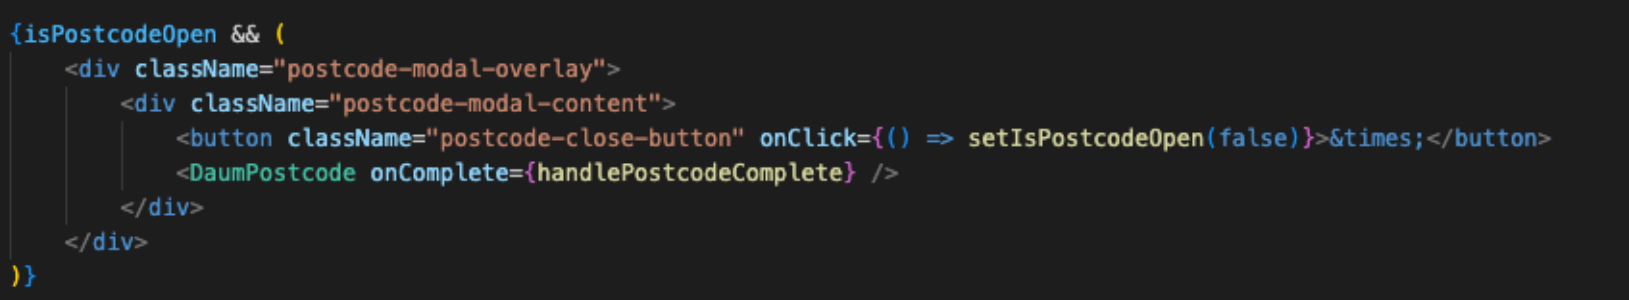 {isPostcodeOpen && (
    <div className="postcode-modal-overlay">
        <div className="postcode-modal-content">
            <button className="postcode-close-button" onClick={() => setIsPostcodeOpen(false)}>&times;</button>
            <DaumPostcode onComplete={handlePostcodeComplete} />
        </div>
    </div>
)}